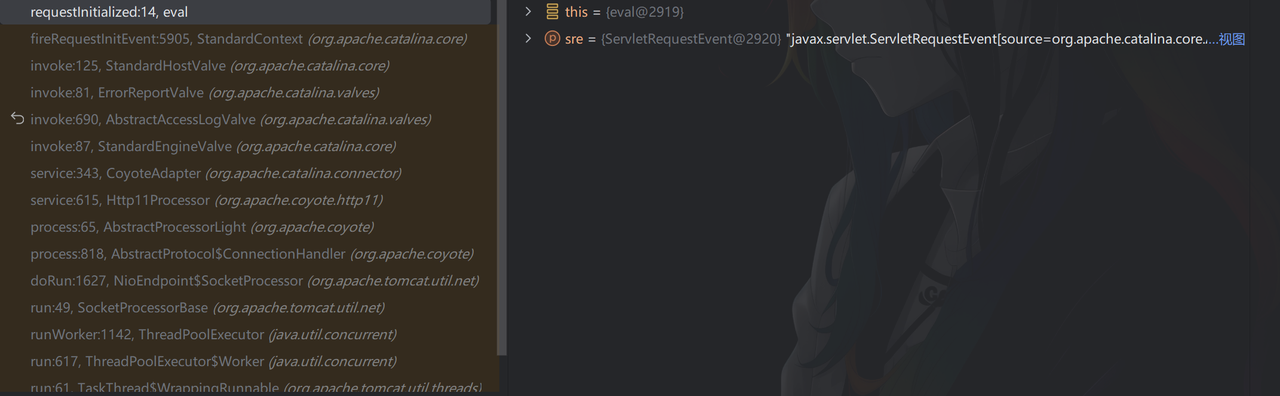 requestInitialized:14, eval
fireRequestInitEvent:5905, StandardContext (org.apache.catalina.core)
invoke:125, StandardHostValve (org.apache.catalina.core)
invoke:81, ErrorReportValve (org.apache.catalina.valves)
invoke:690, AbstractAccessLogValve (org.apache.catalina.valves)
invoke:87, StandardEngineValve (org.apache.catalina.core)
service:343, CoyoteAdapter (org.apache.catalina.connector)
service:615, Http11Processor (org.apache.coyote.http11)
process:65, AbstractProcessorLight (org.apache.coyote)
process:818, AbstractProtocol$ConnectionHandler (org.apache.coyote)
doRun:1627, NioEndpoint$SocketProcessor (org.apache.tomcat.util.net)
run:49, SocketProcessorBase (org.apache.tomcat.util.net)
runWorker:1142, ThreadPoolExecutor (java.util.concurrent)
run:617, ThreadPoolExecutor$Worker (java.util.concurrent)
run:61, TaskThread$WrappingRunnable (org.apache.tomcat.util.threads)
this = {eval@2919}
p sre = {ServletRequestEvent@2920} "javax.servlet.ServletRequestEvent[source=org.apache.catalina.core....视图